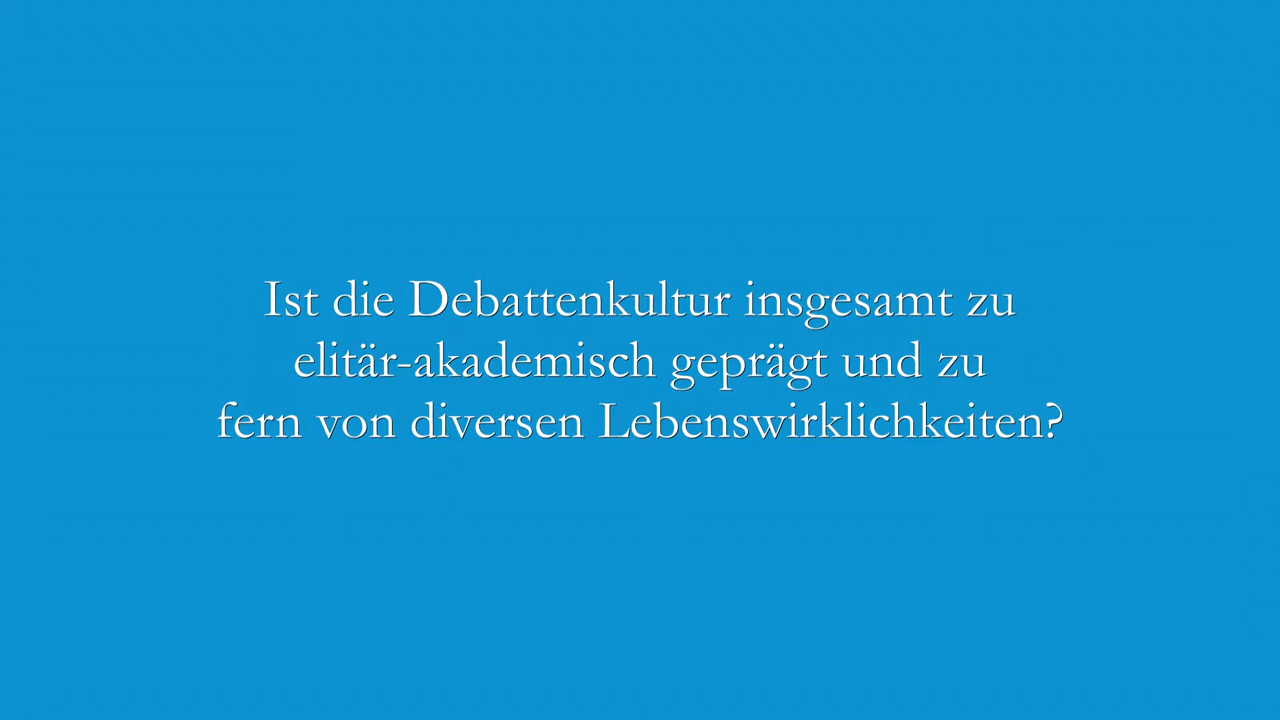 Ist die Debattenkultur insgesamt zu
elitär-akademisch geprägt und zu
fern von diversen Lebenswirklichkeiten?